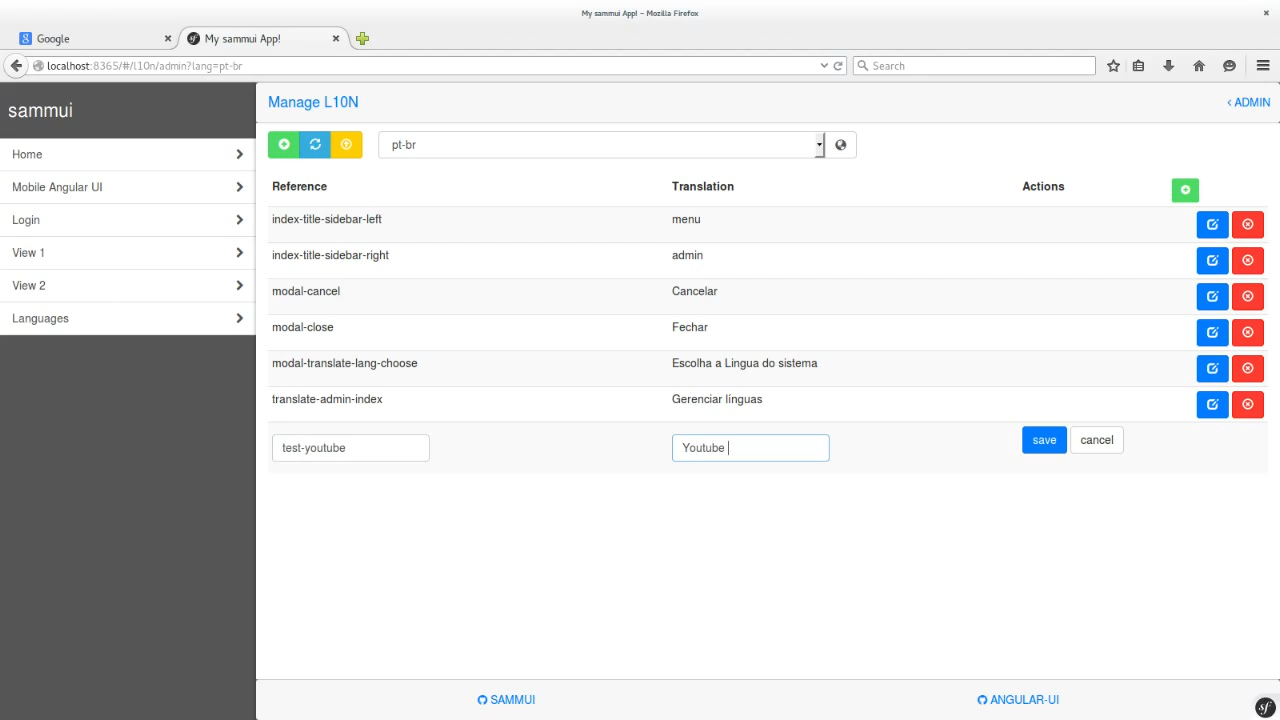 My sammui App! - Mozilla Firefox
Google
My sammui App!
localhost:8365/#/l10n/admin?lang=pt-br
Search
sammui
Manage L10N
ADMIN
Home
Mobile Angular UI
Login
View 1
View 2
Languages
pt-br
Reference Translation Actions
index-title-sidebar-left menu
index-title-sidebar-right admin
modal-cancel Cancelar
modal-close Fechar
modal-translate-lang-choose Escolha a Lingua do sistema
translate-admin-index Gerenciar línguas
test-youtube Youtube save cancel
SAMMUI
ANGULAR-UI
sf